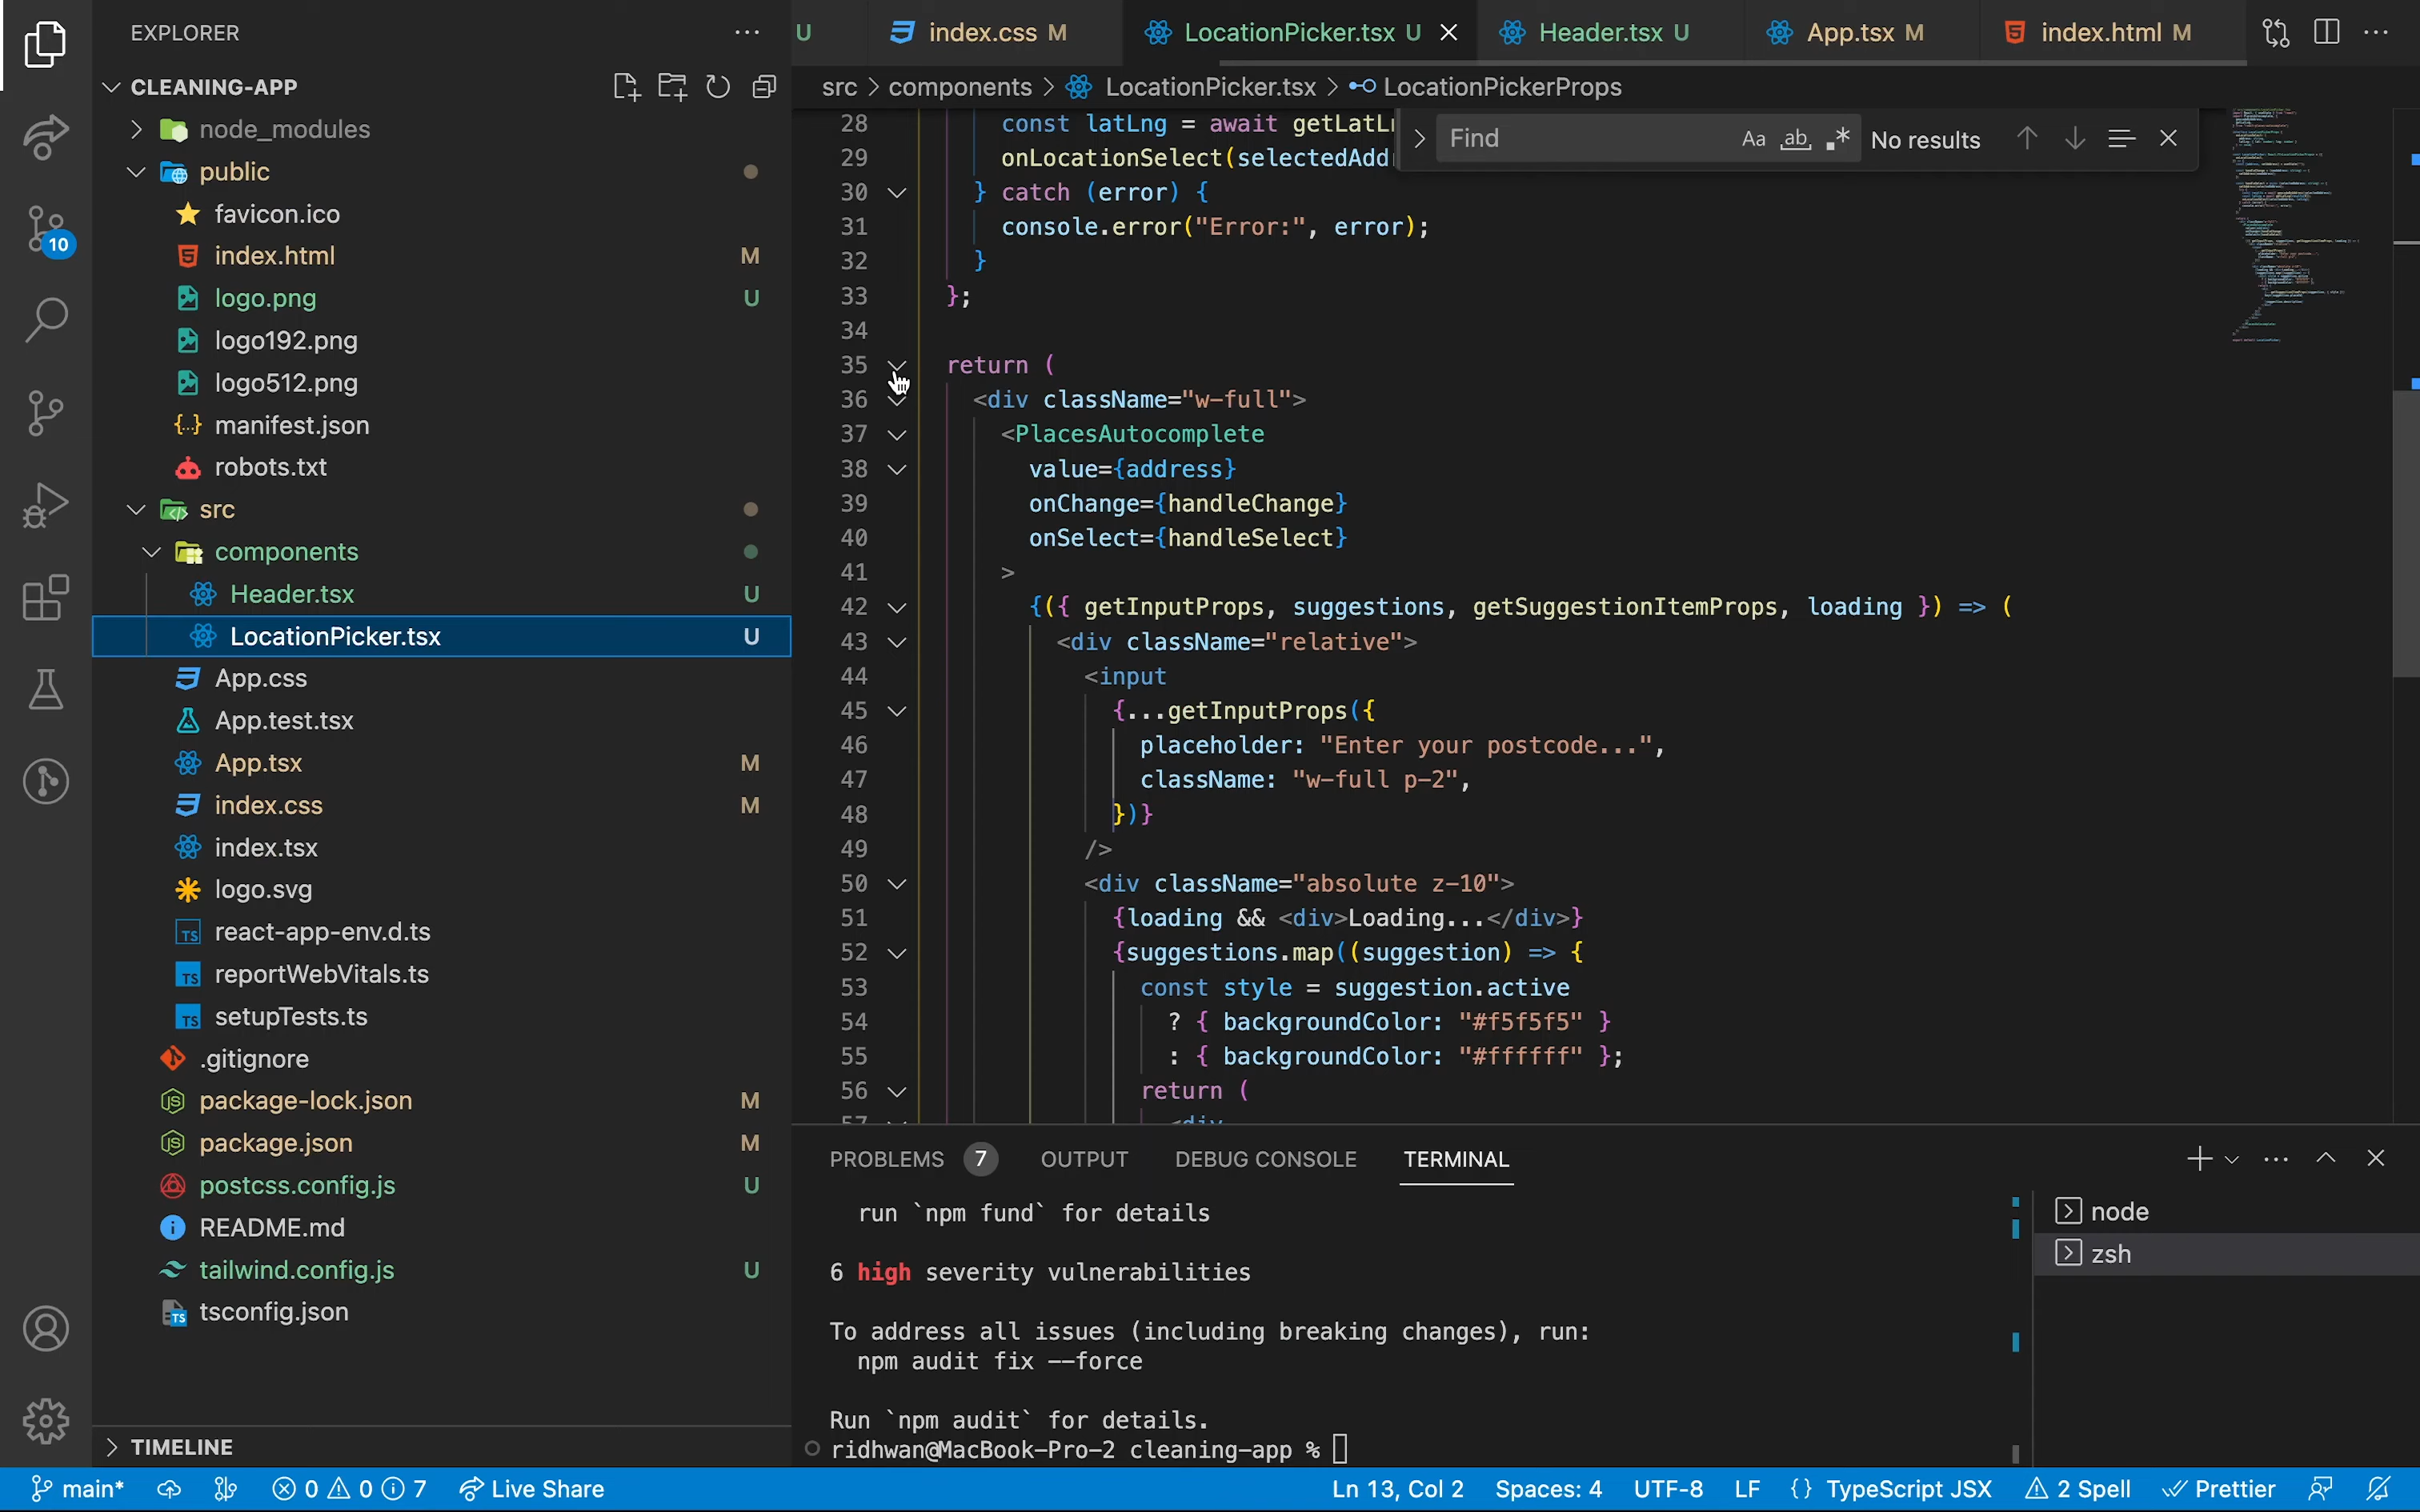 EXPLORER
CLEANING-APP
node_modules
public
favicon.ico
index.html M
logo.png U
logo192.png
logo512.png
manifest.json
robots.txt
src
components
Header.tsx U
LocationPicker.tsx U
App.css
App.test.tsx
App.tsx M
index.css M
index.tsx
logo.svg
react-app-env.d.ts
reportWebVitals.ts
setupTests.ts
.gitignore
package-lock.json M
package.json M
postcss.config.js U
README.md
tailwind.config.js U
tsconfig.json
TIMELINE
10
U index.css M LocationPicker.tsx U Header.tsx U App.tsx M index.html M
src > components > LocationPicker.tsx > LocationPickerProps
Find Aa ab No results
28 const latLng = await
29 onLocationSelect(
30 } catch (error) {
31 console.error("Error:", error);
32 }
33 };
34
35 return (
36 <div className="w-full">
37 <PlacesAutocomplete
38 value={address}
39 onChange={handleChange}
40 onSelect={handleSelect}
41 >
42 {({ getInputProps, suggestions, getSuggestionItemProps, loading }) => (
43 <div className="relative">
44 <input
45 {...getInputProps({
46 placeholder: "Enter your postcode...",
47 className: "w-full p-2",
48 })}
49 />
50 <div className="absolute z-10">
51 {loading && <div>Loading...</div>}
52 {suggestions.map((suggestion) => {
53 const style = suggestion.active
54 ? { backgroundColor: "#f5f5f5" }
55 : { backgroundColor: "#ffffff" };
56 return (
57 <div
PROBLEMS 7 OUTPUT DEBUG CONSOLE TERMINAL
run `npm fund` for details
6 high severity vulnerabilities
To address all issues (including breaking changes), run:
npm audit fix --force
Run `npm audit` for details.
ridhwan@MacBook-Pro-2 cleaning-app %
node
zsh
main* 0 0 7 Live Share Ln 13, Col 2 Spaces: 4 UTF-8 LF {} TypeScript JSX 2 Spell Prettier